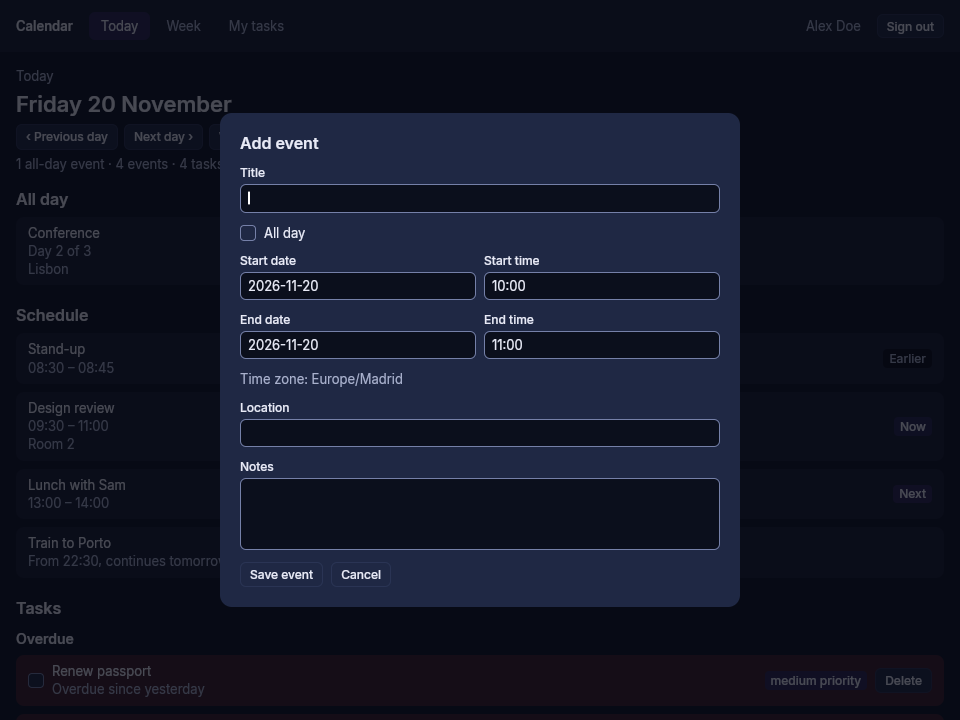 Calendar Today Week My tasks Alex Doe Sign out
Today
Friday 20 November
‹ Previous day Next day ›
1 all-day event · 4 events · 4 tasks
All day
Conference
Day 2 of 3
Lisbon
Schedule
Stand-up
08:30 – 08:45
Earlier
Design review
09:30 – 11:00
Room 2
Now
Lunch with Sam
13:00 – 14:00
Next
Train to Porto
From 22:30, continues
Tasks
Overdue
Renew passport
Overdue since yesterday
medium priority Delete
Add event
Title
All day
Start date Start time
2026-11-20 10:00
End date End time
2026-11-20 11:00
Time zone: Europe/Madrid
Location
Notes
Save event Cancel